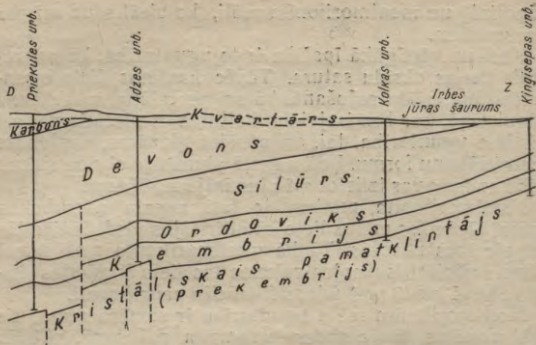 D
Priekules urb.
Adzes urb.
Kolkas urb.
Irbes
jūras šaurums
Z
Kingisepas urb.
Karbons
Kvartārs
Devons
Silūrs
Ordoviks
Kembrijs
Kristāliskais pamatklintājs
(Prekembrijs)